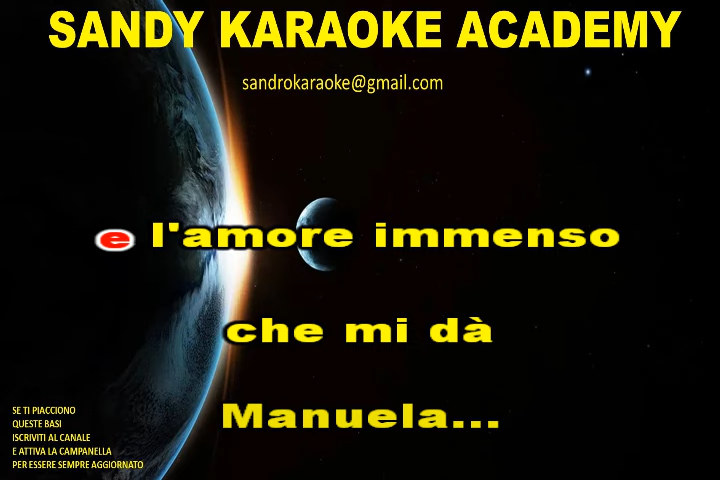 SANDY KARAOKE ACADEMY
sandrokaraoke@gmail.com
e l'amore immenso
che mi dà
Manuela...
SE TI PIACCIONO
QUESTE BASI
ISCRIVITI AL CANALE
E ATTIVA LA CAMPANELLA
PER ESSERE SEMPRE AGGIORNATO